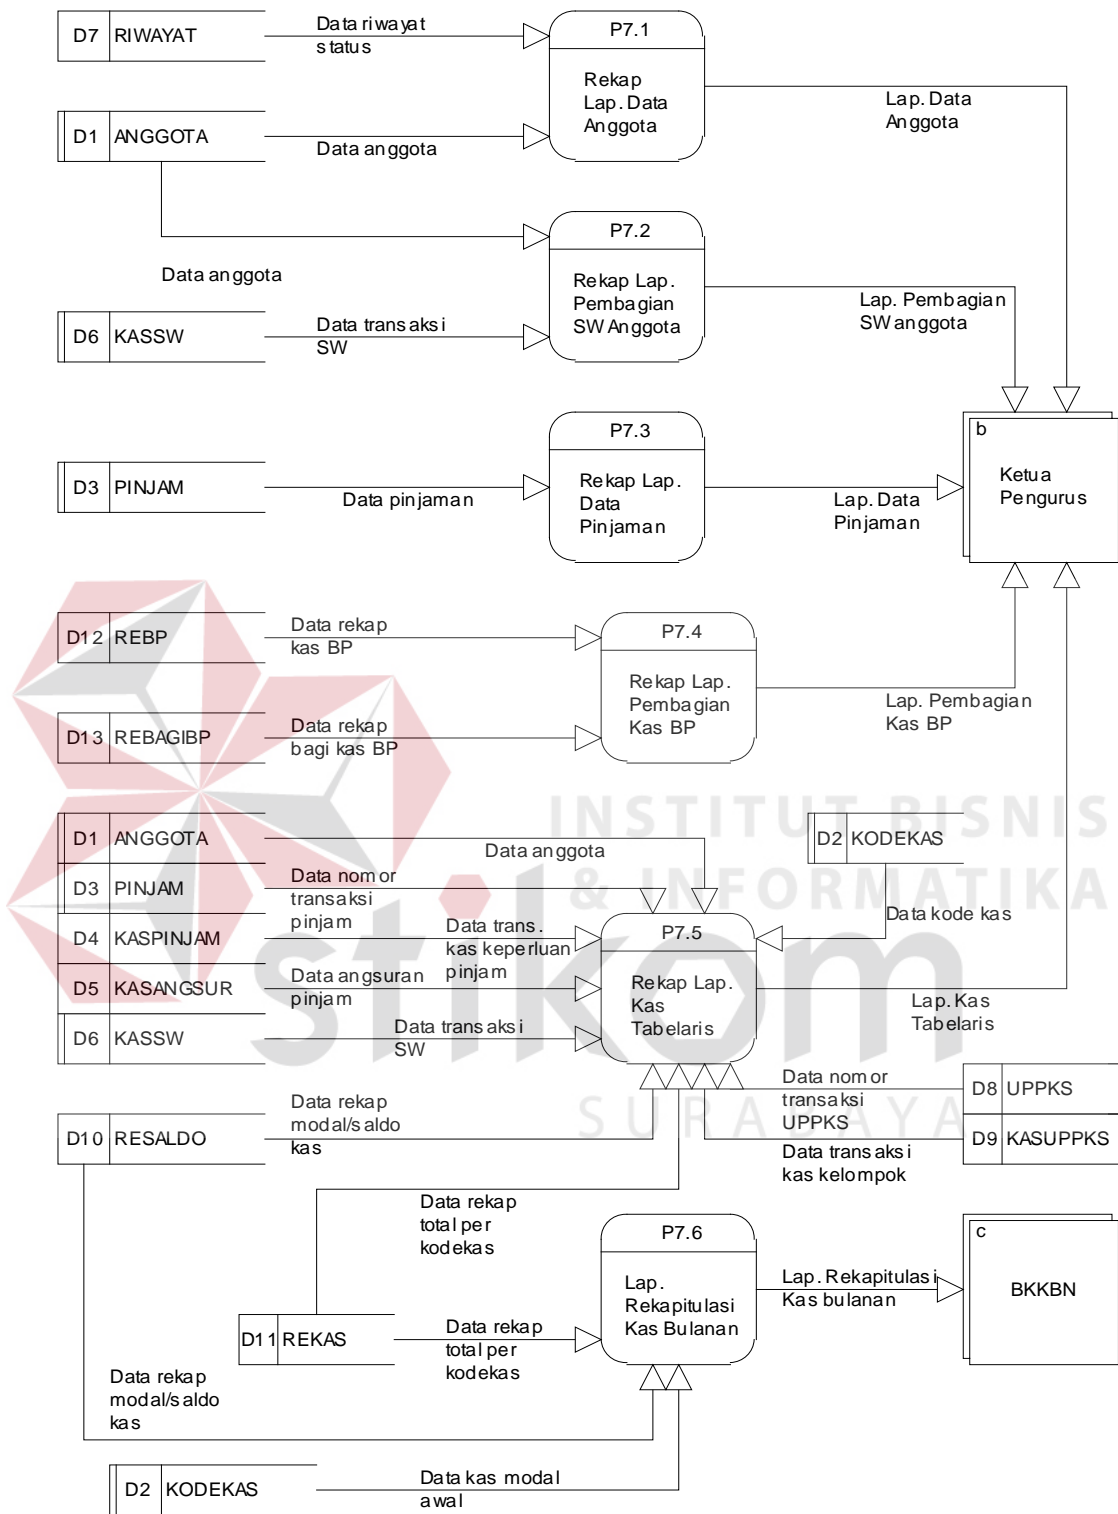 D7 RIWAYAT
Data riwayat
status
P7.1
Rekap
Lap. Data
Anggota
Lap. Data
Anggota
D1 ANGGOTA
Data anggota
P7.2
Rekap Lap.
Pembagian
SW Anggota
Data anggota
Lap. Pembagian
SW anggota
D6 KASSW
Data transaksi
SW
P7.3
Rekap Lap.
Data
Pinjaman
D3 PINJAM
Data pinjaman
Lap. Data
Pinjaman
b
Ketua
Pengurus
D12 REBP
Data rekap
kas BP
P7.4
Rekap Lap.
Pembagian
Kas BP
Lap. Pembagian
Kas BP
D13 REBAGIBP
Data rekap
bagi kas BP
INSTITUT BISNIS
& INFORMATIKA
stikom
SURABAYA
D1 ANGGOTA
Data anggota
D2 KODEKAS
Data kode kas
D3 PINJAM
Data nomor
transaksi
pinjam
D4 KASPINJAM
Data trans.
kas keperluan
pinjam
P7.5
Rekap Lap.
Kas
Tabelaris
D5 KASANGSUR
Data angsuran
pinjam
Lap. Kas
Tabelaris
D6 KASSW
Data transaksi
SW
Data nomor
transaksi
UPPKS
D8 UPPKS
D10 RESALDO
Data rekap
modal/saldo
kas
Data transaksi
kas kelompok
D9 KASUPPKS
Data rekap
total per
kodekas
P7.6
Lap.
Rekapitulasi
Kas Bulanan
Lap. Rekapitulasi
Kas bulanan
c
BKKBN
D11 REKAS
Data rekap
total per
kodekas
Data rekap
modal/saldo
kas
D2 KODEKAS
Data kas modal
awal